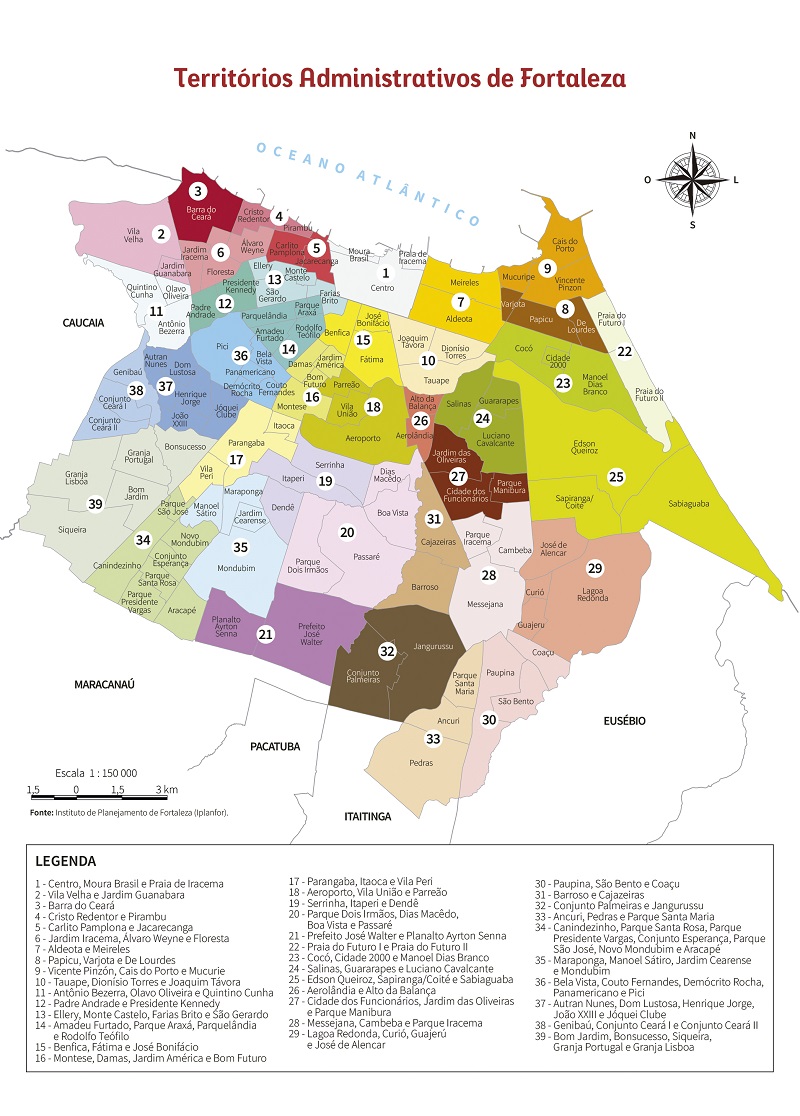 Territórios Administrativos de Fortaleza
OCEANO ATLÂNTICO
N
O
L
S
3
Barra do
Ceará
Cristo
Redentor
4
Pirambu
2
Vila
Velha
Jardim
Guanabara
Jardim
Iracema
6
Álvaro
Weyne
Floresta
Carlito
Pamplona
5
Jacarecanga
Moura
Brasil
Praia de
Iracema
1
Centro
Cais do
Porto
9
Mucuripe
Vicente
Pinzon
Meireles
7
Aldeota
Varjota
8
Papicu
De
Lourdes
Praia do
Futuro I
22
Praia do
Futuro II
Quintino
Cunha
Olavo
Oliveira
11
Antônio
Bezerra
Ellery
13
Monte
Castelo
São
Gerardo
Farias
Brito
Presidente
Kennedy
12
Padre
Andrade
Parquelândia
Parque
Araxá
Amadeu
Furtado
Rodolfo
Teófilo
14
CAUCAIA
José
Bonifácio
Benfica
15
Fátima
Joaquim
Távora
Dionísio
Torres
10
Tauape
Cocó
Cidade
2000
23
Manoel
Dias
Branco
Pici
36
Bela
Vista
Panamericano
Demócrito
Rocha
Couto
Fernandes
Autran
Nunes
Dom
Lustosa
37
Henrique
Jorge
João
XXIII
Jóquei
Clube
Genibaú
38
Conjunto
Ceará I
Conjunto
Ceará II
Damas
Jardim
América
Bom
Futuro
16
Montese
Parreão
Vila
União
18
Aeroporto
Alto da
Balança
26
Aerolândia
Salinas
Guararapes
24
Luciano
Cavalcante
Itaoca
Parangaba
17
Vila
Peri
Bonsucesso
Jardim das
Oliveiras
27
Cidade dos
Funcionários
Parque
Manibura
Edson
Queiroz
25
Sapiranga/
Coité
Sabiaguaba
Granja
Portugal
Granja
Lisboa
Bom
Jardim
39
Siqueira
Serrinha
Itaperi
19
Dendê
Dias
Macêdo
Boa Vista
20
Passaré
Parque
Dois Irmãos
Maraponga
Manoel
Sátiro
Jardim
Cearense
35
Mondubim
Parque
São José
34
Novo
Mondubim
Canindezinho
Conjunto
Esperança
Parque
Santa Rosa
Parque
Presidente
Vargas
Aracapé
31
Cajazeiras
Barroso
Parque
Iracema
Cambeba
28
Messejana
José de
Alencar
29
Lagoa
Redonda
Curió
Guajeru
Coaçu
Planalto
Ayrton
Senna
21
Prefeito
José
Walter
32
Jangurussu
Conjunto
Palmeiras
Parque
Santa
Maria
Paupina
São Bento
30
Ancuri
33
Pedras
MARACANAÚ
PACATUBA
ITAITINGA
EUSÉBIO
Escala 1 : 150 000
1,5 0 1,5 3 km
Fonte: Instituto de Planejamento de Fortaleza (Iplanfor).
LEGENDA
1 - Centro, Moura Brasil e Praia de Iracema
2 - Vila Velha e Jardim Guanabara
3 - Barra do Ceará
4 - Cristo Redentor e Pirambu
5 - Carlito Pamplona e Jacarecanga
6 - Jardim Iracema, Álvaro Weyne e Floresta
7 - Aldeota e Meireles
8 - Papicu, Varjota e De Lourdes
9 - Vicente Pinzón, Cais do Porto e Mucurie
10 - Tauape, Dionísio Torres e Joaquim Távora
11 - Antônio Bezerra, Olavo Oliveira e Quintino Cunha
12 - Padre Andrade e Presidente Kennedy
13 - Ellery, Monte Castelo, Farias Brito e São Gerardo
14 - Amadeu Furtado, Parque Araxá, Parquelândia
e Rodolfo Teófilo
15 - Benfica, Fátima e José Bonifácio
16 - Montese, Damas, Jardim América e Bom Futuro
17 - Parangaba, Itaoca e Vila Peri
18 - Aeroporto, Vila União e Parreão
19 - Serrinha, Itaperi e Dendê
20 - Parque Dois Irmãos, Dias Macêdo,
Boa Vista e Passaré
21 - Prefeito José Walter e Planalto Ayrton Senna
22 - Praia do Futuro I e Praia do Futuro II
23 - Cocó, Cidade 2000 e Manoel Dias Branco
24 - Salinas, Guararapes e Luciano Cavalcante
25 - Edson Queiroz, Sapiranga/Coité e Sabiaguaba
26 - Aerolândia e Alto da Balança
27 - Cidade dos Funcionários, Jardim das Oliveiras
e Parque Manibura
28 - Messejana, Cambeba e Parque Iracema
29 - Lagoa Redonda, Curió, Guajerú
e José de Alencar
30 - Paupina, São Bento e Coaçu
31 - Barroso e Cajazeiras
32 - Conjunto Palmeiras e Jangurussu
33 - Ancuri, Pedras e Parque Santa Maria
34 - Canindezinho, Parque Santa Rosa, Parque
Presidente Vargas, Conjunto Esperança, Parque
São José, Novo Mondubim e Aracapé
35 - Maraponga, Manoel Sátiro, Jardim Cearense
e Mondubim
36 - Bela Vista, Couto Fernandes, Demócrito Rocha,
Panamericano e Pici
37 - Autran Nunes, Dom Lustosa, Henrique Jorge,
João XXIII e Jóquei Clube
38 - Genibaú, Conjunto Ceará I e Conjunto Ceará II
39 - Bom Jardim, Bonsucesso, Siqueira,
Granja Portugal e Granja Lisboa